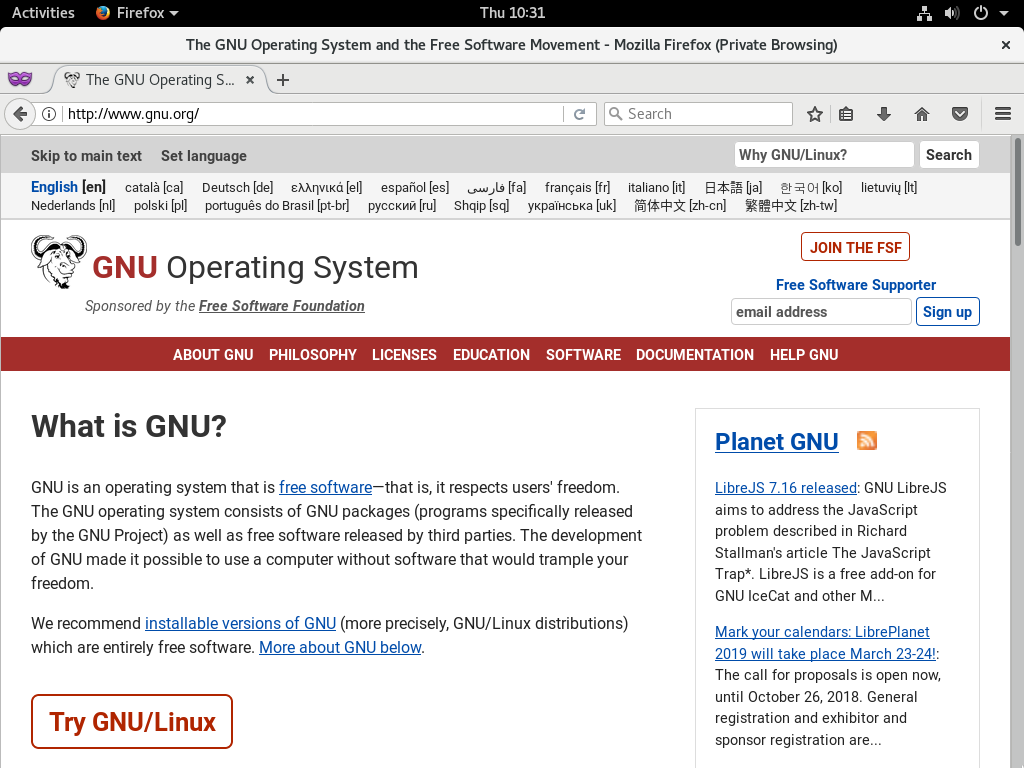 Activities Firefox Thu 10:31
The GNU Operating System and the Free Software Movement - Mozilla Firefox (Private Browsing)
The GNU Operating S...
http://www.gnu.org/ Search
Skip to main text Set language Why GNU/Linux? Search
English [en] català [ca] Deutsch [de] ελληνικά [el] español [es] فارسی [fa] français [fr] italiano [it] 日本語 [ja] 한국어 [ko] lietuvių [lt]
Nederlands [nl] polski [pl] português do Brasil [pt-br] русский [ru] Shqip [sq] українська [uk] 简体中文 [zh-cn] 繁體中文 [zh-tw]
GNU Operating System
Sponsored by the Free Software Foundation
JOIN THE FSF
Free Software Supporter
email address Sign up
ABOUT GNU PHILOSOPHY LICENSES EDUCATION SOFTWARE DOCUMENTATION HELP GNU
What is GNU?
GNU is an operating system that is free software—that is, it respects users' freedom.
The GNU operating system consists of GNU packages (programs specifically released
by the GNU Project) as well as free software released by third parties. The development
of GNU made it possible to use a computer without software that would trample your
freedom.
We recommend installable versions of GNU (more precisely, GNU/Linux distributions)
which are entirely free software. More about GNU below.
Try GNU/Linux
Planet GNU
LibreJS 7.16 released: GNU LibreJS
aims to address the JavaScript
problem described in Richard
Stallman's article The JavaScript
Trap*. LibreJS is a free add-on for
GNU IceCat and other M...
Mark your calendars: LibrePlanet
2019 will take place March 23-24!:
The call for proposals is open now,
until October 26, 2018. General
registration and exhibitor and
sponsor registration are...